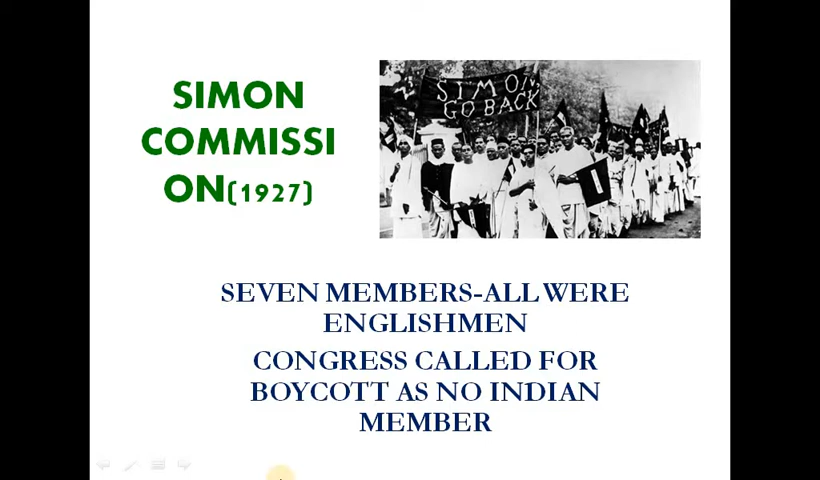 SIMON
COMMISSI
ON(1927)
SIMON
GO BACK
SEVEN MEMBERS-ALL WERE
ENGLISHMEN
CONGRESS CALLED FOR
BOYCOTT AS NO INDIAN
MEMBER